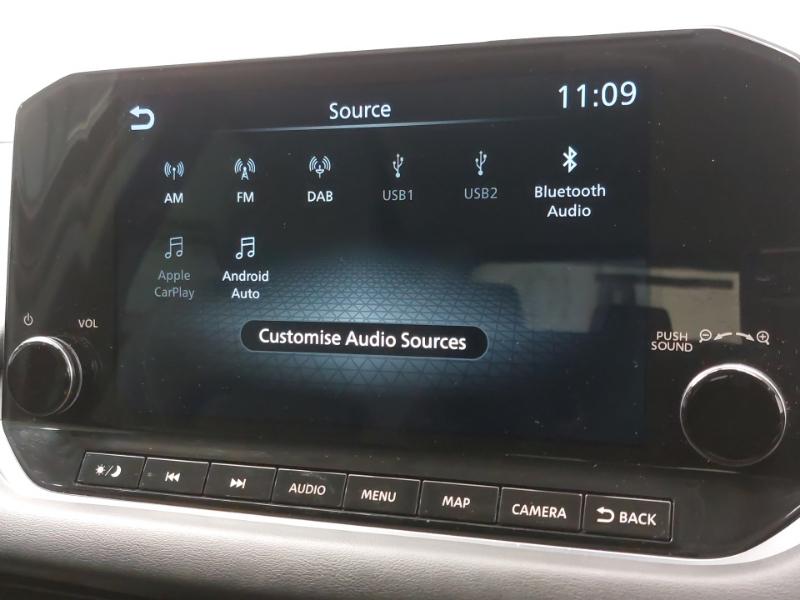 Source
11:09
AM
FM
DAB
USB1
USB2
Bluetooth
Audio
Apple
CarPlay
Android
Auto
VOL
Customise Audio Sources
PUSH
SOUND
AUDIO
MENU
MAP
CAMERA
BACK